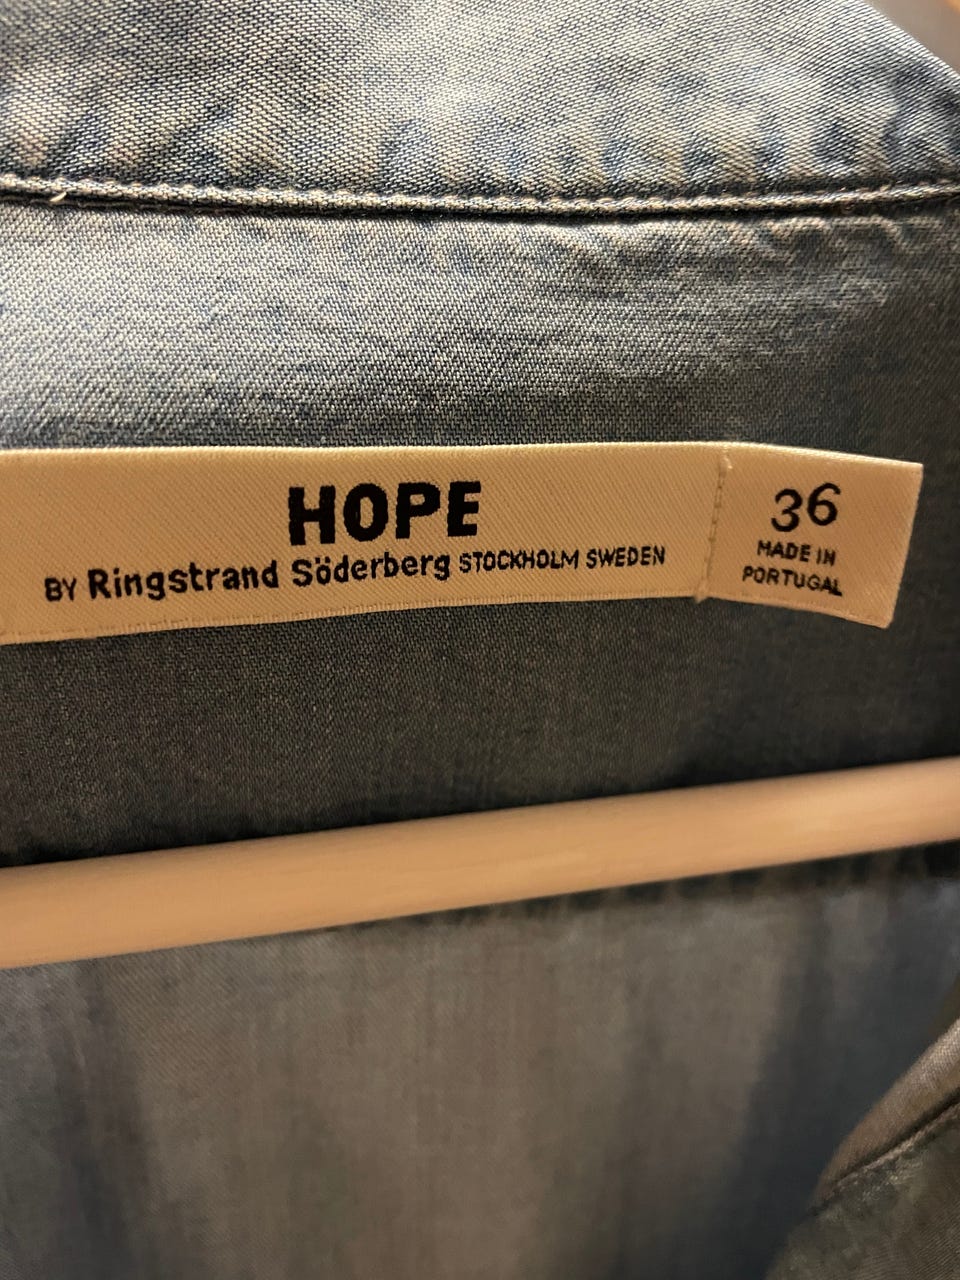 HOPE
BY Ringstrand Söderberg STOCKHOLM SWEDEN
36
MADE IN
PORTUGAL